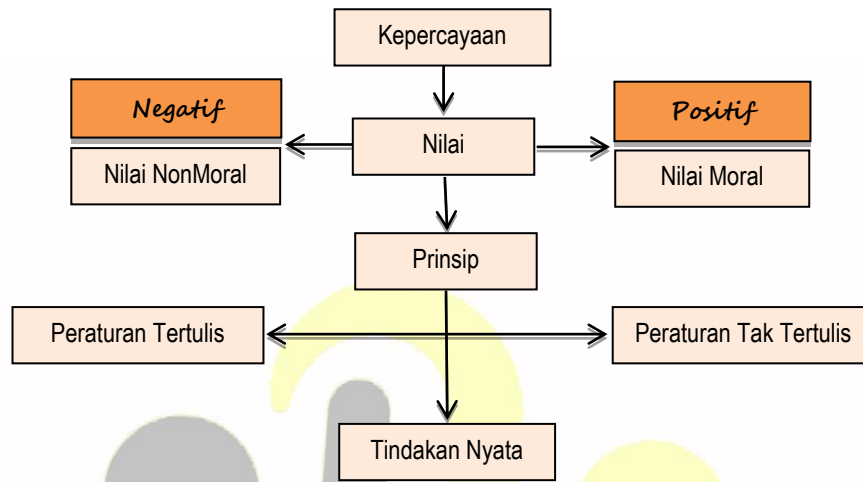 Kepercayaan
Negatif
Nilai NonMoral
Nilai
Positif
Nilai Moral
Prinsip
Peraturan Tertulis
Peraturan Tak Tertulis
Tindakan Nyata